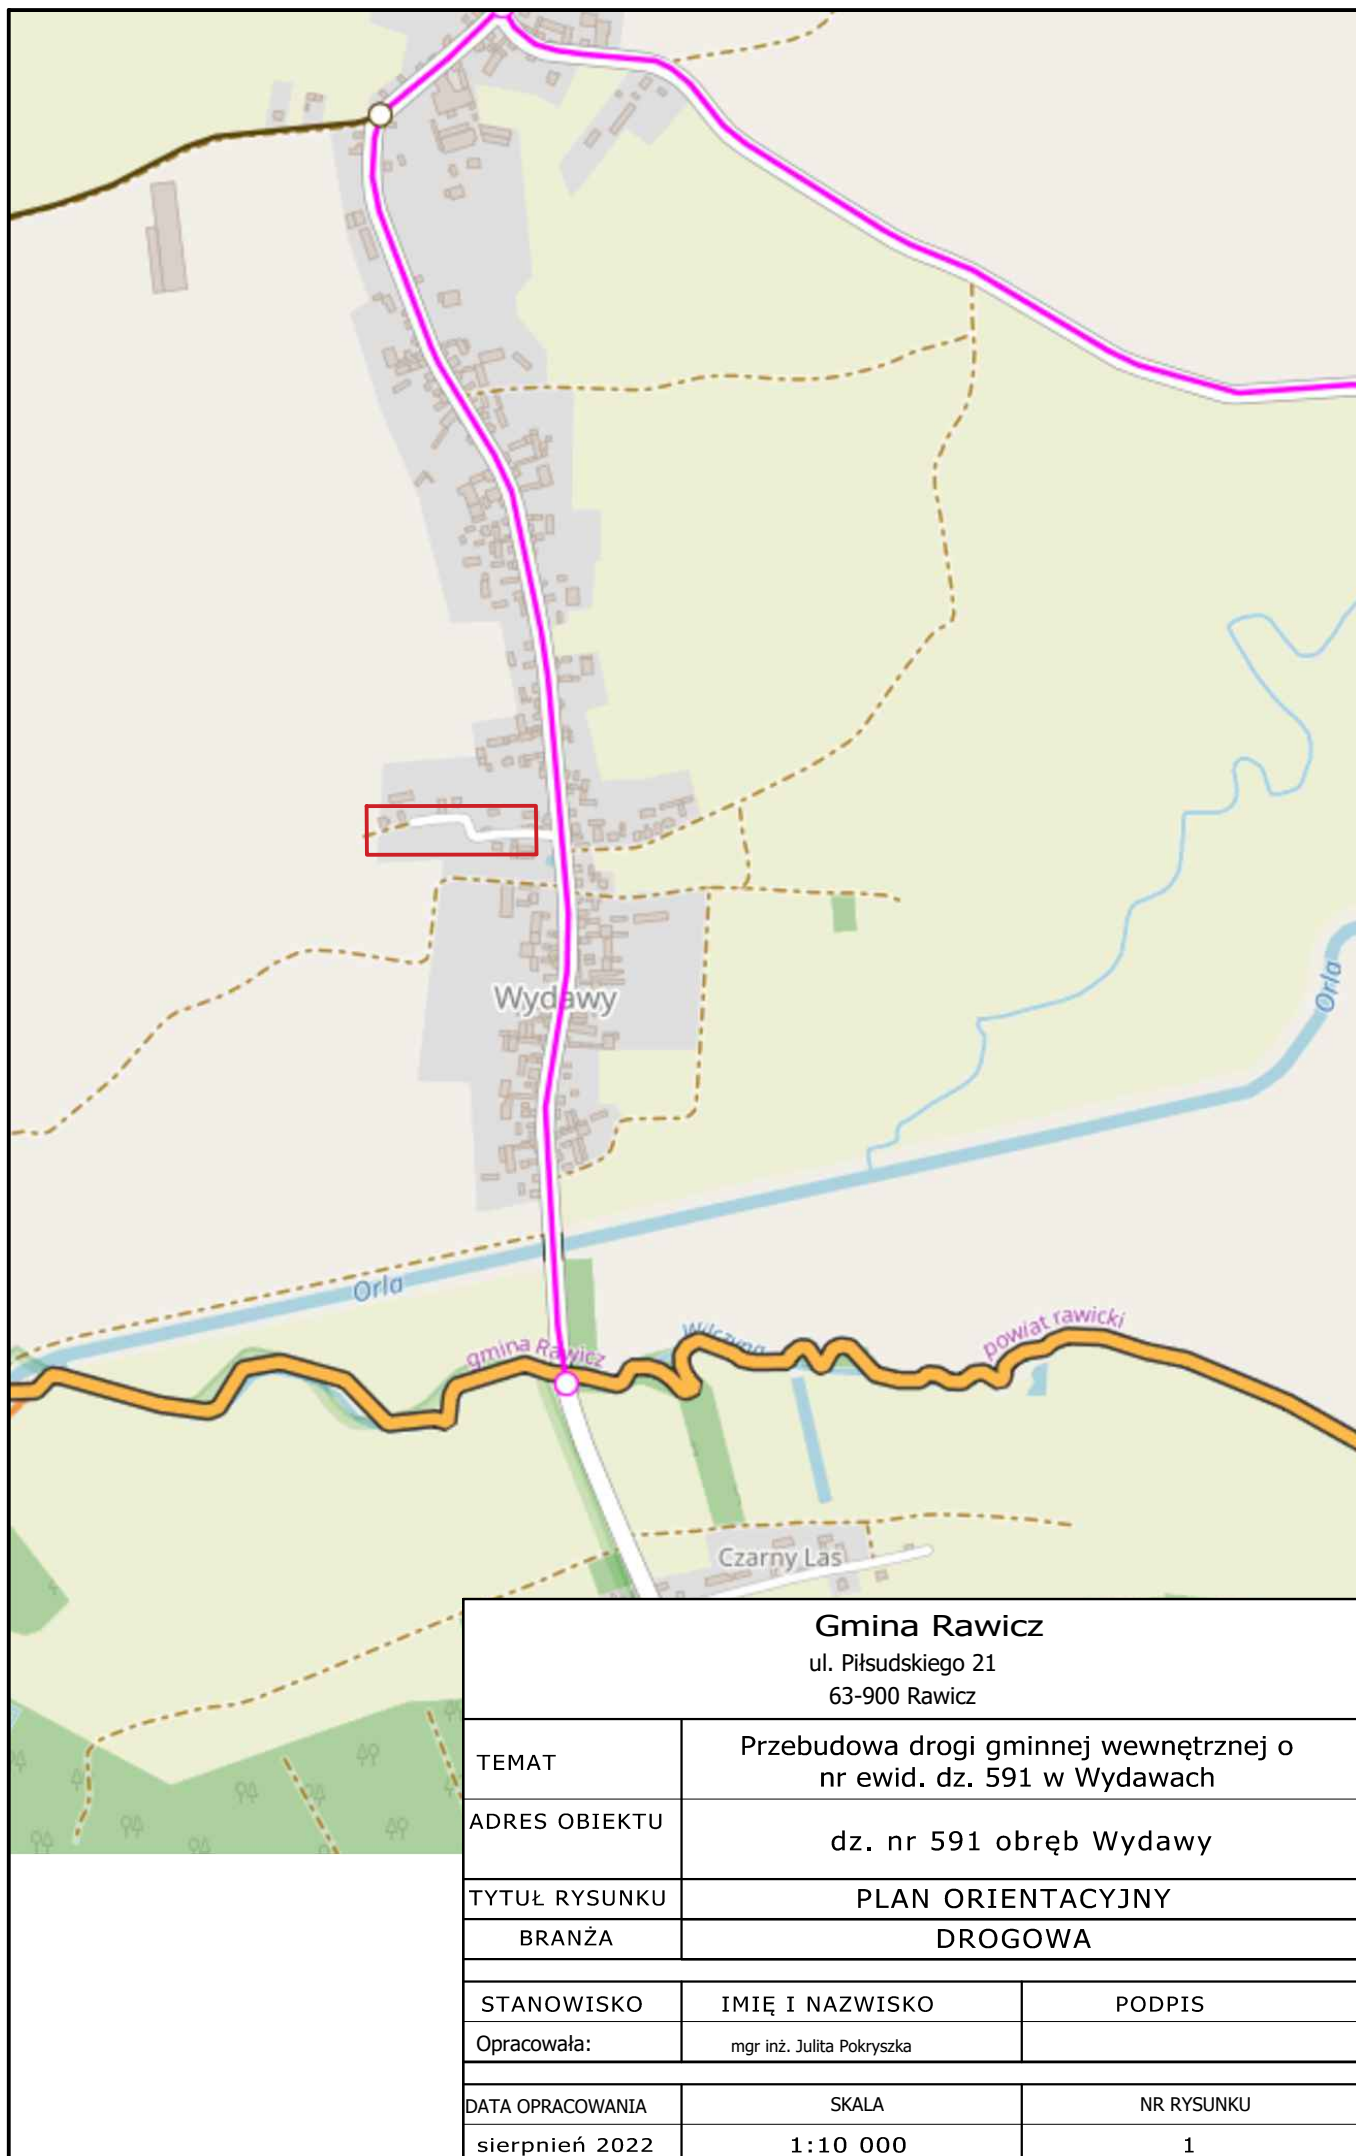 Wydawy
Orla
Orla
gmina Rawicz
Wilczyna
powiat rawicki
Czarny Las
Gmina Rawicz
ul. Piłsudskiego 21
63-900 Rawicz
TEMAT
Przebudowa drogi gminnej wewnętrznej o
nr ewid. dz. 591 w Wydawach
ADRES OBIEKTU
dz. nr 591 obręb Wydawy
TYTUŁ RYSUNKU
PLAN ORIENTACYJNY
BRANŻA
DROGOWA
STANOWISKO
IMIĘ I NAZWISKO
PODPIS
Opracowała:
mgr inż. Julita Pokryszka
DATA OPRACOWANIA
SKALA
NR RYSUNKU
sierpnień 2022
1:10 000
1